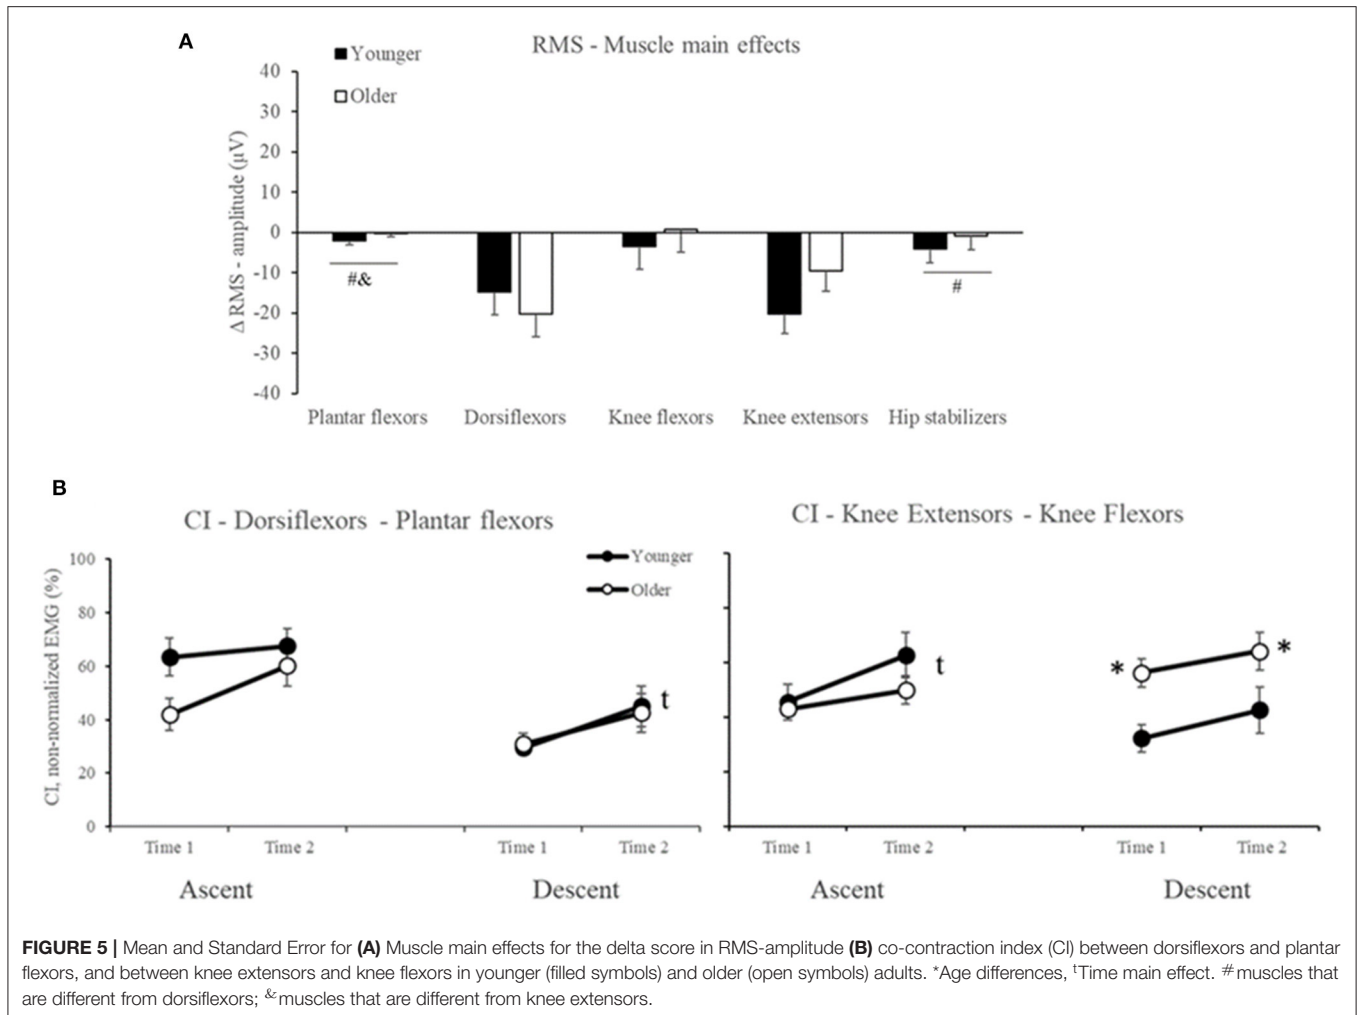 A
RMS - Muscle main effects
Younger
Older
Δ RMS - amplitude (µV)
40
30
20
10
0
-10
-20
-30
-40
#&
#
Plantar flexors Dorsiflexors Knee flexors Knee extensors Hip stabilizers
B
CI - Dorsiflexors - Plantar flexors
CI - Knee Extensors - Knee Flexors
Younger
Older
CI, non-normalized EMG (%)
100
80
60
40
20
0
t
t
* *
Time 1 Time 2 Time 1 Time 2 Time 1 Time 2 Time 1 Time 2
Ascent Descent Ascent Descent
FIGURE 5 | Mean and Standard Error for (A) Muscle main effects for the delta score in RMS-amplitude (B) co-contraction index (CI) between dorsiflexors and plantar
flexors, and between knee extensors and knee flexors in younger (filled symbols) and older (open symbols) adults. *Age differences, ᵗTime main effect. #muscles that
are different from dorsiflexors; &muscles that are different from knee extensors.